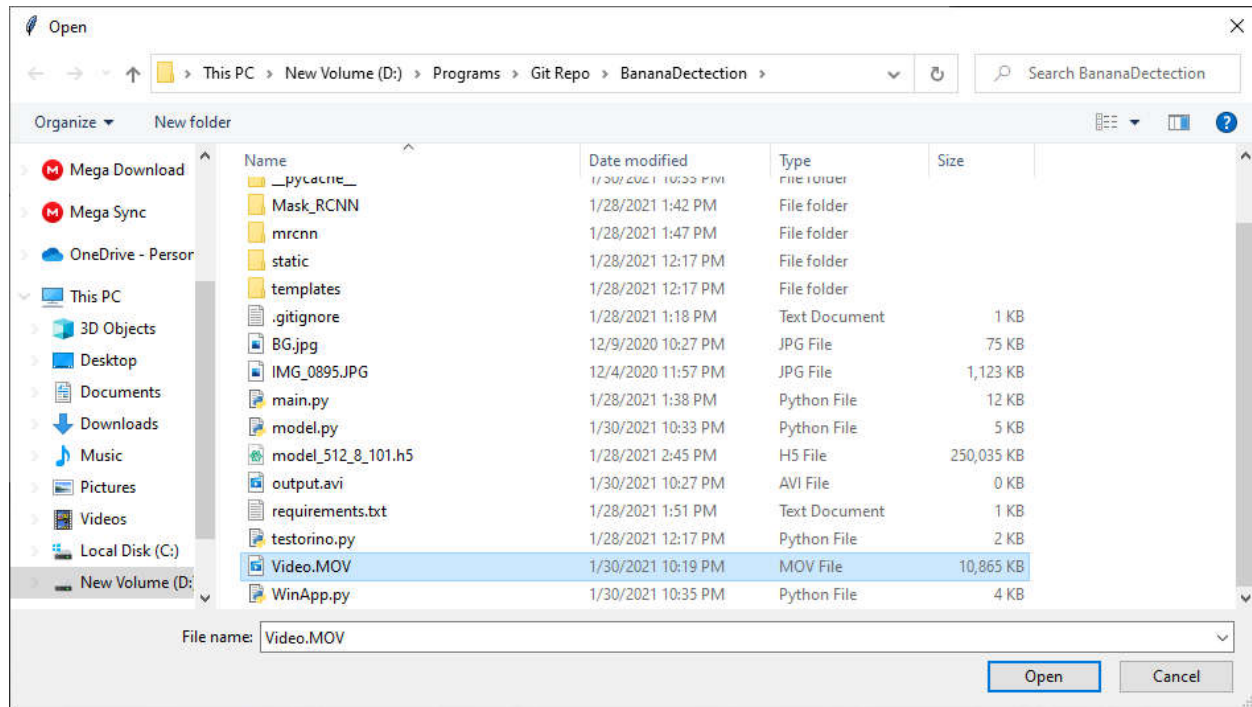 Open
This PC > New Volume (D:) > Programs > Git Repo > BananaDectection >
Search BananaDectection
Organize
New folder
Mega Download
Mega Sync
OneDrive - Person
This PC
3D Objects
Desktop
Documents
Downloads
Music
Pictures
Videos
Local Disk (C:)
New Volume (D:
Name Date modified Type Size
__pycache__ 1/30/2021 10:33 PM File folder
Mask_RCNN 1/28/2021 1:42 PM File folder
mrcnn 1/28/2021 1:47 PM File folder
static 1/28/2021 12:17 PM File folder
templates 1/28/2021 12:17 PM File folder
.gitignore 1/28/2021 1:18 PM Text Document 1 KB
BG.jpg 12/9/2020 10:27 PM JPG File 75 KB
IMG_0895.JPG 12/4/2020 11:57 PM JPG File 1,123 KB
main.py 1/28/2021 1:38 PM Python File 12 KB
model.py 1/30/2021 10:33 PM Python File 5 KB
model_512_8_101.h5 1/28/2021 2:45 PM H5 File 250,035 KB
output.avi 1/30/2021 10:27 PM AVI File 0 KB
requirements.txt 1/28/2021 1:51 PM Text Document 1 KB
testorino.py 1/28/2021 12:17 PM Python File 2 KB
Video.MOV 1/30/2021 10:19 PM MOV File 10,865 KB
WinApp.py 1/30/2021 10:35 PM Python File 4 KB
File name: Video.MOV
Open Cancel